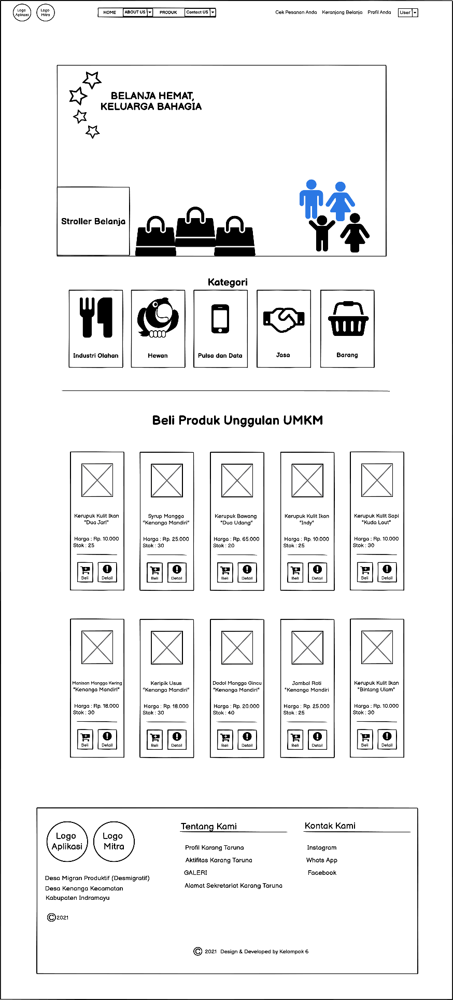 Logo
Aplikasi
Logo
Mitra
HOME
ABOUT US
PRODUK
Contact US
Cek Pesanan Anda
Keranjang Belanja
Profil Anda
User
BELANJA HEMAT,
KELUARGA BAHAGIA
Stroller Belanja
Kategori
Industri Olahan
Hewan
Pulsa dan Data
Jasa
Barang
Beli Produk Unggulan UMKM
Kerupuk Kulit Ikan
"Dua Jari"
Harga : Rp. 10.000
Stok : 25
Beli
Detail
Syrup Mangga
"Kenanga Mandiri"
Harga : Rp. 25.000
Stok : 30
Beli
Detail
Kerupuk Bawang
"Dua Udang"
Harga : Rp. 65.000
Stok : 20
Beli
Detail
Kerupuk Kulit Ikan
"Indy"
Harga : Rp. 10.000
Stok : 25
Beli
Detail
Kerupuk Kulit Sapi
"Kuda Laut"
Harga : Rp. 10.000
Stok : 30
Beli
Detail
Manisan Mangga Kering
"Kenanga Mandiri"
Harga : Rp. 18.000
Stok : 30
Beli
Detail
Keripik Usus
"Kenanga Mandiri"
Harga : Rp. 18.000
Stok : 30
Beli
Detail
Dodol Mangga Gincu
"Kenanga Mandiri"
Harga : Rp. 20.000
Stok : 40
Beli
Detail
Jambal Roti
"Kenanga Mandiri
Harga : Rp. 25.000
Stok : 25
Beli
Detail
Kerupuk Kulit Ikan
"Bintang Ulam"
Harga : Rp. 10.000
Stok : 30
Beli
Detail
Logo
Aplikasi
Logo
Mitra
Desa Migran Produktif (Desmigratif)
Desa Kenanga Kecamatan
Kabupaten Indramayu
©2021
Tentang Kami
Profil Karang Taruna
Aktifitas Karang Taruna
GALERI
Alamat Sekretariat Karang Taruna
Kontak Kami
Instagram
Whats App
Facebook
© 2021 Design & Developed by Kelompok 6